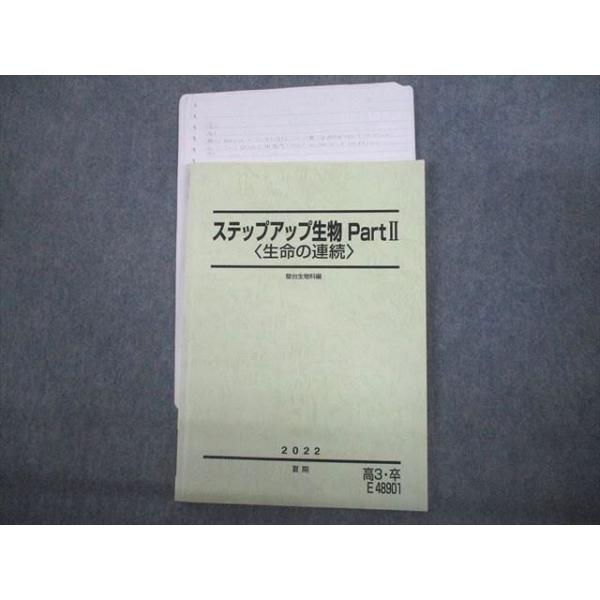 ステップアップ生物 PartⅡ
〈生命の連続〉
駿台生物科編
2022
夏期
高3・卒
E48901